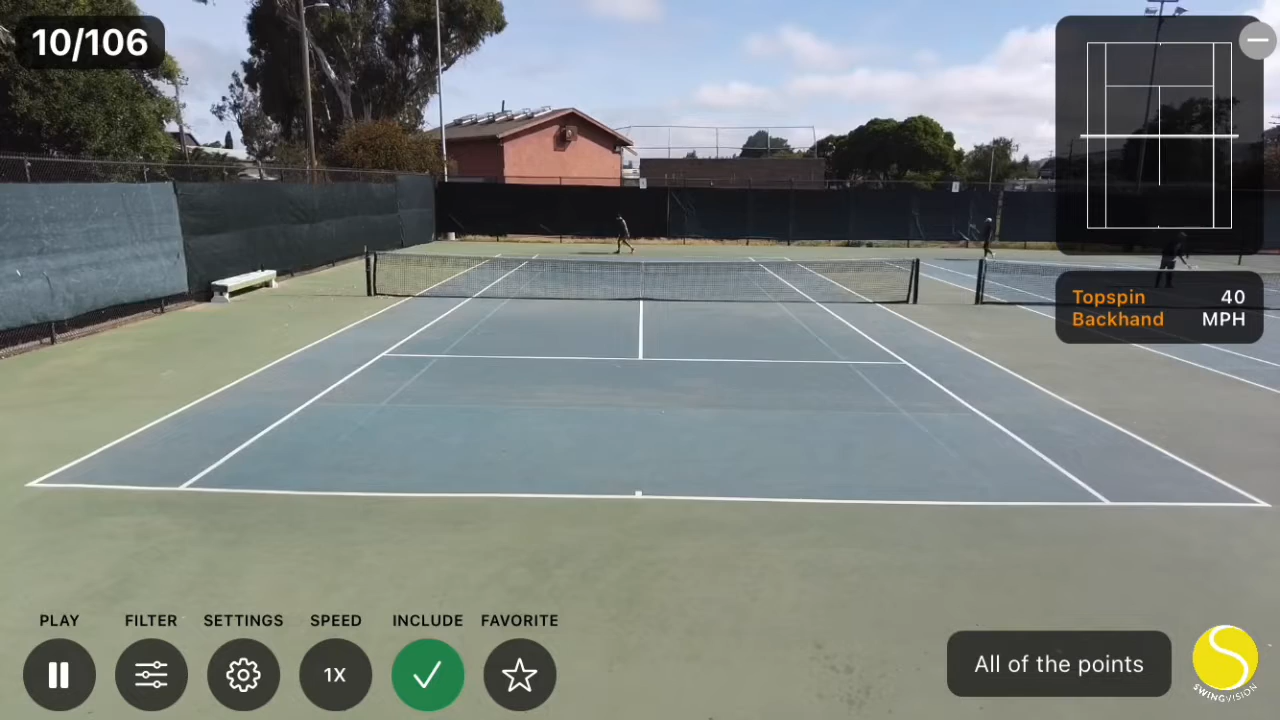 10/106
Topspin 40
Backhand MPH
PLAY FILTER SETTINGS SPEED INCLUDE FAVORITE
1X
All of the points
SWINGVISION